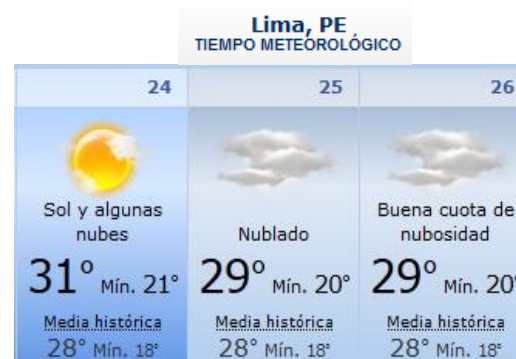 Lima, PE
TIEMPO METEOROLÓGICO
24
Sol y algunas
nubes
31° Mín. 21°
Media histórica
28° Mín. 18°
25
Nublado
29° Mín. 20°
Media histórica
28° Mín. 18°
26
Buena cuota de
nubosidad
29° Mín. 20°
Media histórica
28° Mín. 18°